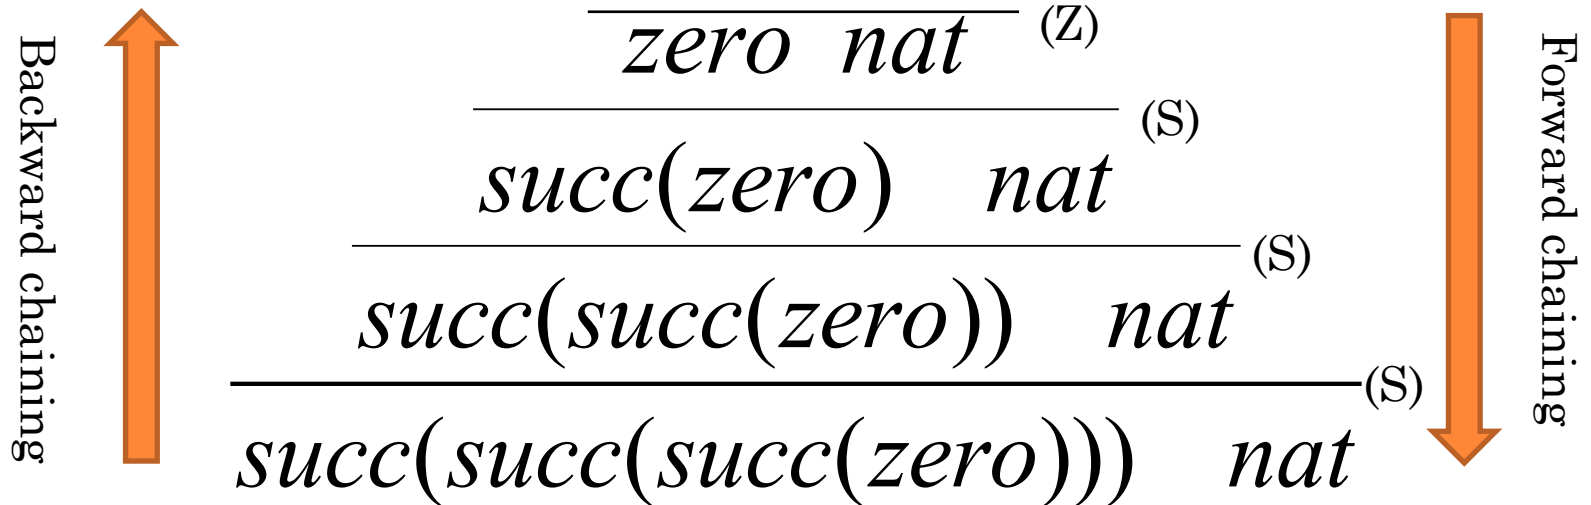 Backward chaining
zero nat (Z)
(S)
succ(zero) nat
(S)
succ(succ(zero)) nat
(S)
succ(succ(succ(zero))) nat
Forward chaining